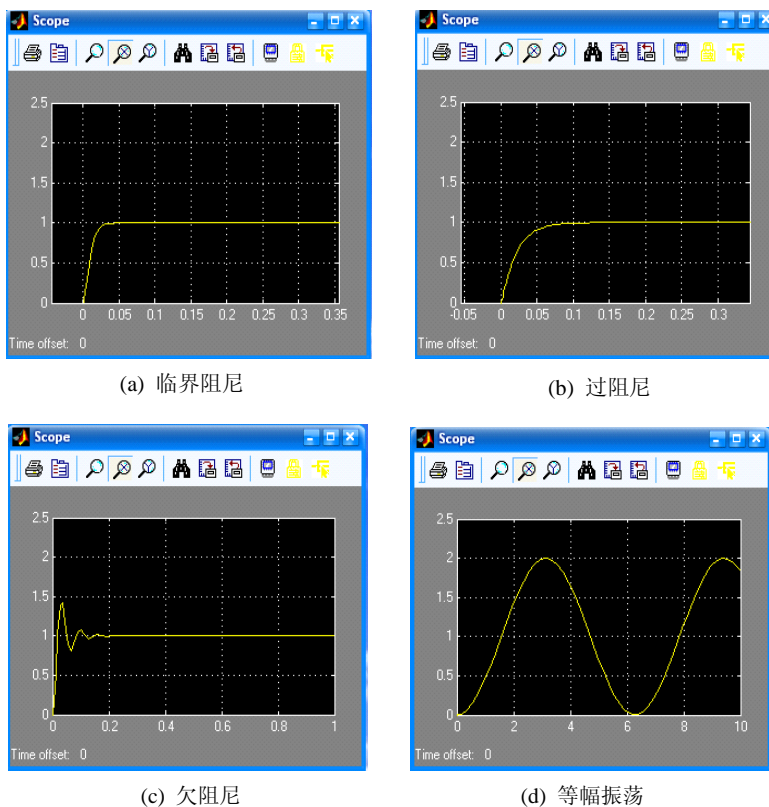 Scope
2.5
2
1.5
1
0.5
0
0 0.05 0.1 0.15 0.2 0.25 0.3 0.35
Time offset: 0
(a) 临界阻尼
Scope
2.5
2
1.5
1
0.5
0
-0.05 0 0.05 0.1 0.15 0.2 0.25 0.3
Time offset: 0
(b) 过阻尼
Scope
2.5
2
1.5
1
0.5
0
0 0.2 0.4 0.6 0.8 1
Time offset: 0
(c) 欠阻尼
Scope
2.5
2
1.5
1
0.5
0
0 2 4 6 8 10
Time offset: 0
(d) 等幅振荡